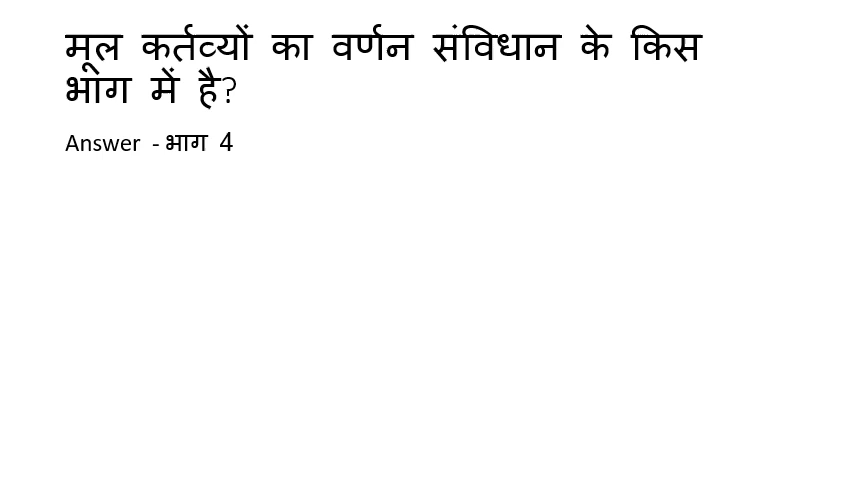 मूल कर्तव्यों का वर्णन संविधान के किस
भाग में है?
Answer - भाग 4